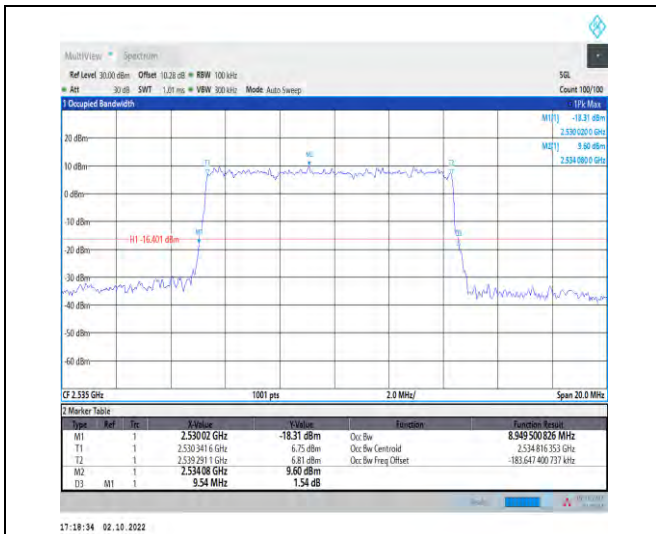 MultiView Spectrum
Ref Level 30.00 dBm Offset 10.28 dB RBW 100 kHz SGL
Att 30 dB SWT 1.01 ms VBW 300 kHz Mode Auto Sweep Count 100/100
1 Occupied Bandwidth 1Pk Max
M1[1] -18.31 dBm
2.530 020 0 GHz
M2[1] 9.60 dBm
2.534 080 0 GHz
20 dBm
10 dBm
0 dBm
-10 dBm
-20 dBm
-30 dBm
-40 dBm
-50 dBm
-60 dBm
T1
M2
T2
M1
D3
H1 -16.401 dBm
CF 2.535 GHz 1001 pts 2.0 MHz/ Span 20.0 MHz
2 Marker Table
Type Ref Trc X-Value Y-Value Function Function Result
M1 1 2.53002 GHz -18.31 dBm Occ Bw 8.949 500 826 MHz
T1 1 2.530 341 6 GHz 6.75 dBm Occ Bw Centroid 2.534 816 353 GHz
T2 1 2.539 291 1 GHz 6.81 dBm Occ Bw Freq Offset -183.647 400 737 kHz
M2 1 2.53408 GHz 9.60 dBm
D3 M1 1 9.54 MHz 1.54 dB
17:18:34 02.10.2022